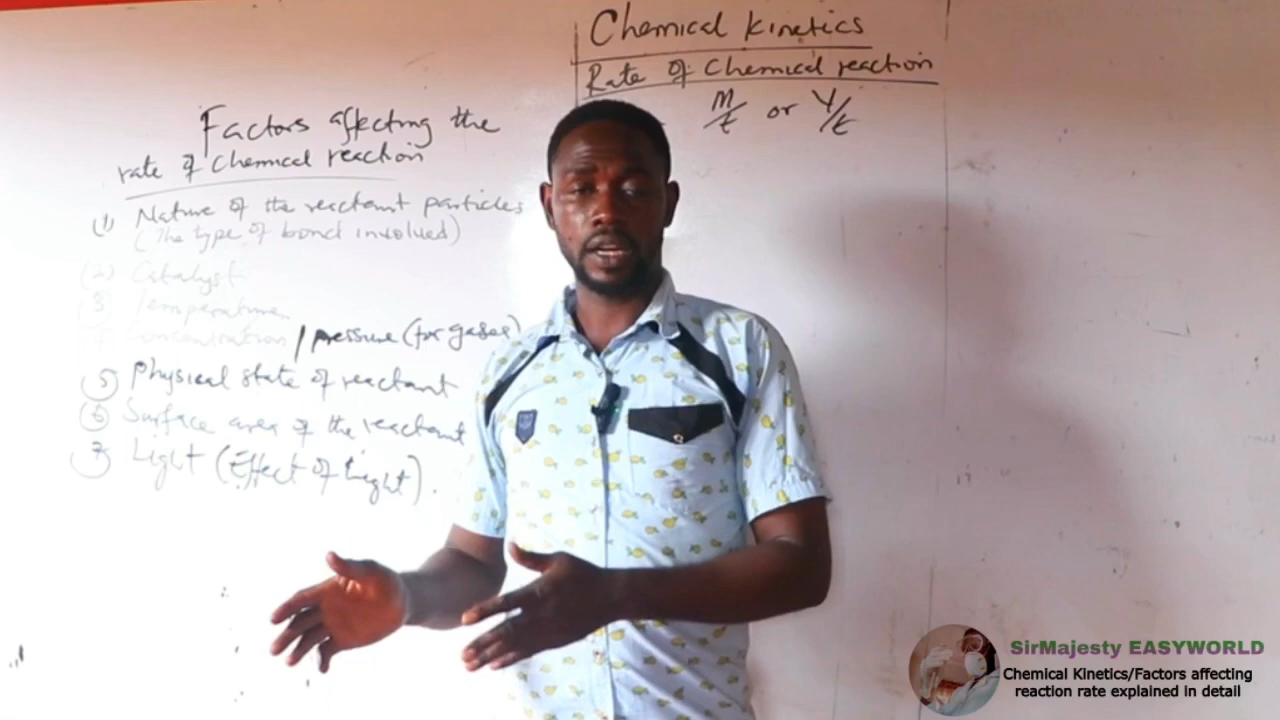 Chemical kinetics
Rate of Chemical reaction
M/t or V/t
Factors affecting the
rate of Chemical reaction
(1) Nature of the reactant particles
(The type of bond involved)
(2) Catalyst
(3) Temperature
Concentration / pressure (for gases)
(5) Physical state of reactant
(6) Surface area of the reactant
7) Light (Effect of Light).
SirMajesty EASYWORLD
Chemical Kinetics/Factors affecting
reaction rate explained in detail